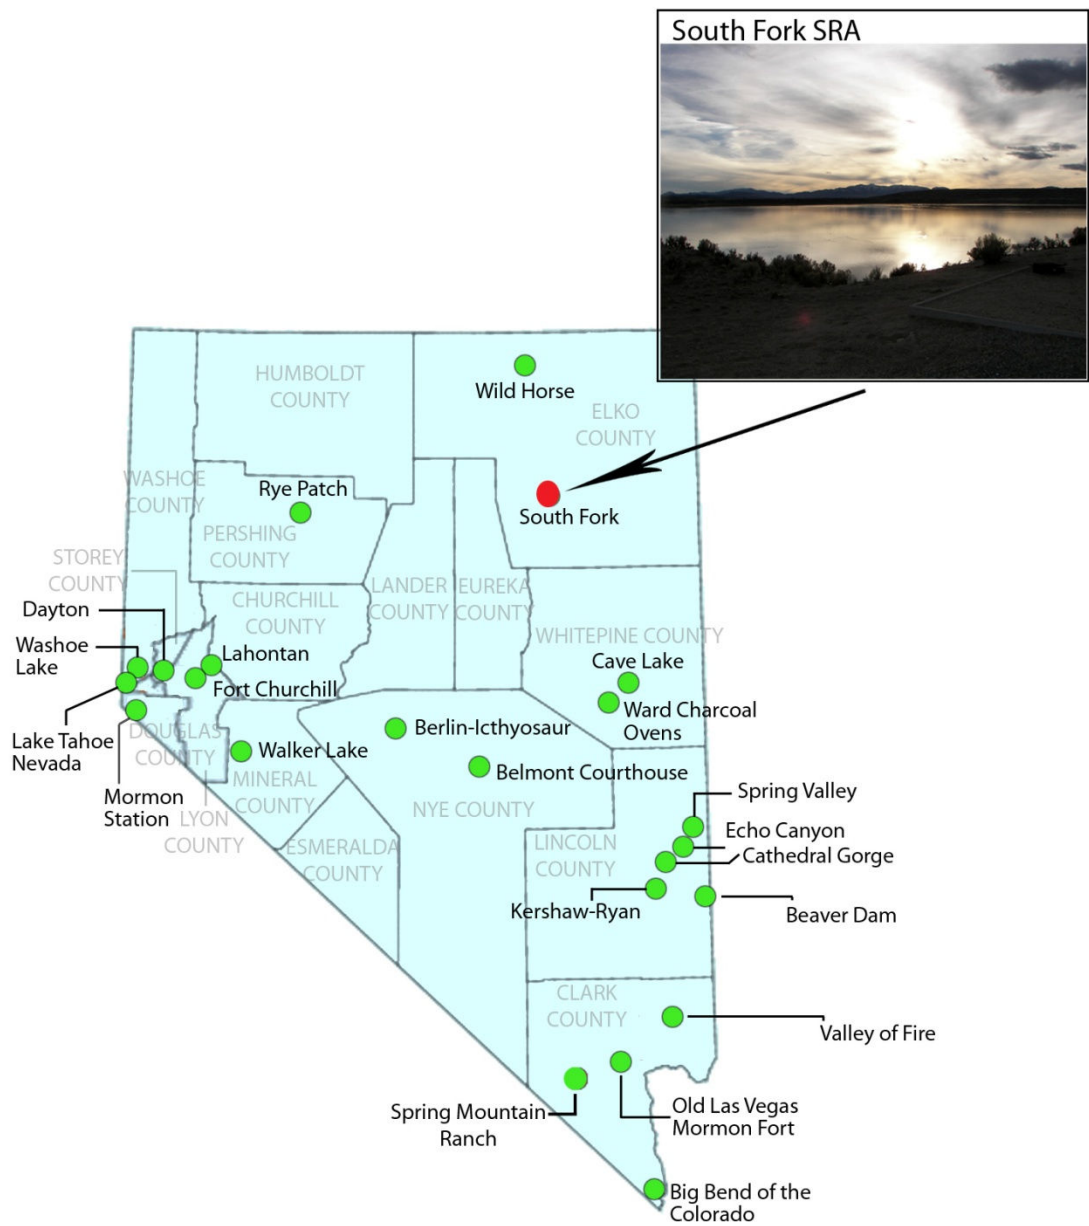 South Fork SRA
HUMBOLDT
COUNTY
Wild Horse
ELKO
COUNTY
WASHOE
COUNTY
Rye Patch
South Fork
PERSHING
COUNTY
STOREY
COUNTY
LANDER
COUNTY
EUREKA
COUNTY
CHURCHILL
COUNTY
Dayton
WHITEPINE COUNTY
Washoe
Lake
Lahontan
Cave Lake
Fort Churchill
Ward Charcoal
Ovens
Lake Tahoe
Nevada
DOUGLAS
COUNTY
Berlin-Icthyosaur
Walker Lake
Belmont Courthouse
MINERAL
COUNTY
Mormon
Station
NYE COUNTY
Spring Valley
LYON
COUNTY
Echo Canyon
ESMERALDA
COUNTY
LINCOLN
COUNTY
Cathedral Gorge
Kershaw-Ryan
Beaver Dam
CLARK
COUNTY
Valley of Fire
Spring Mountain
Ranch
Old Las Vegas
Mormon Fort
Big Bend of the
Colorado